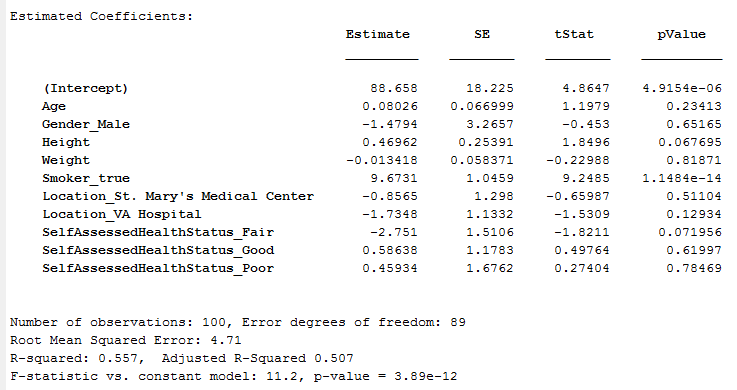 Estimated Coefficients:
Estimate SE tStat pValue
(Intercept) 88.658 18.225 4.8647 4.9154e-06
Age 0.08026 0.066999 1.1979 0.23413
Gender_Male -1.4794 3.2657 -0.453 0.65165
Height 0.46962 0.25391 1.8496 0.067695
Weight -0.013418 0.058371 -0.22988 0.81871
Smoker_true 9.6731 1.0459 9.2485 1.1484e-14
Location_St. Mary's Medical Center -0.8565 1.298 -0.65987 0.51104
Location_VA Hospital -1.7348 1.1332 -1.5309 0.12934
SelfAssessedHealthStatus_Fair -2.751 1.5106 -1.8211 0.071956
SelfAssessedHealthStatus_Good 0.58638 1.1783 0.49764 0.61997
SelfAssessedHealthStatus_Poor 0.45934 1.6762 0.27404 0.78469
Number of observations: 100, Error degrees of freedom: 89
Root Mean Squared Error: 4.71
R-squared: 0.557, Adjusted R-Squared 0.507
F-statistic vs. constant model: 11.2, p-value = 3.89e-12